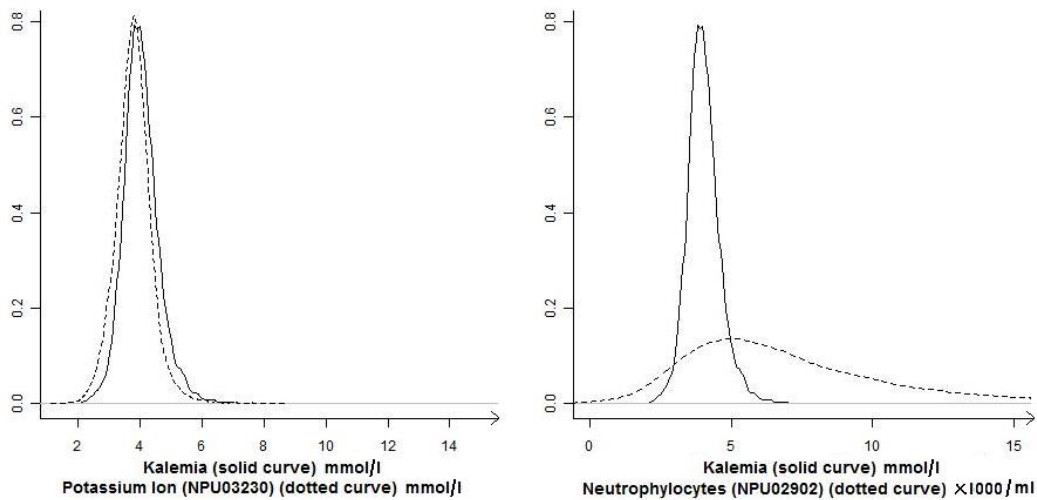 0.8
0.6
0.4
0.2
0.0
2 4 6 8 10 12 14
Kalemia (solid curve) mmol/l
Potassium Ion (NPU03230) (dotted curve) mmol/l
0.8
0.6
0.4
0.2
0.0
0 5 10 15
Kalemia (solid curve) mmol/l
Neutrophylocytes (NPU02902) (dotted curve) ×1000/ml